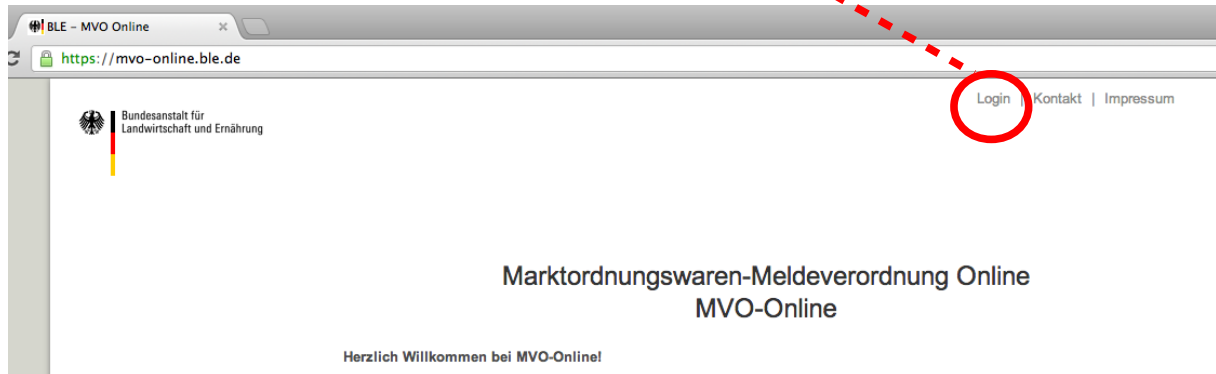 BLE – MVO Online
https://mvo-online.ble.de
Login | Kontakt | Impressum
Bundesanstalt für
Landwirtschaft und Ernährung
Marktordnungswaren-Meldeverordnung Online
MVO-Online
Herzlich Willkommen bei MVO-Online!